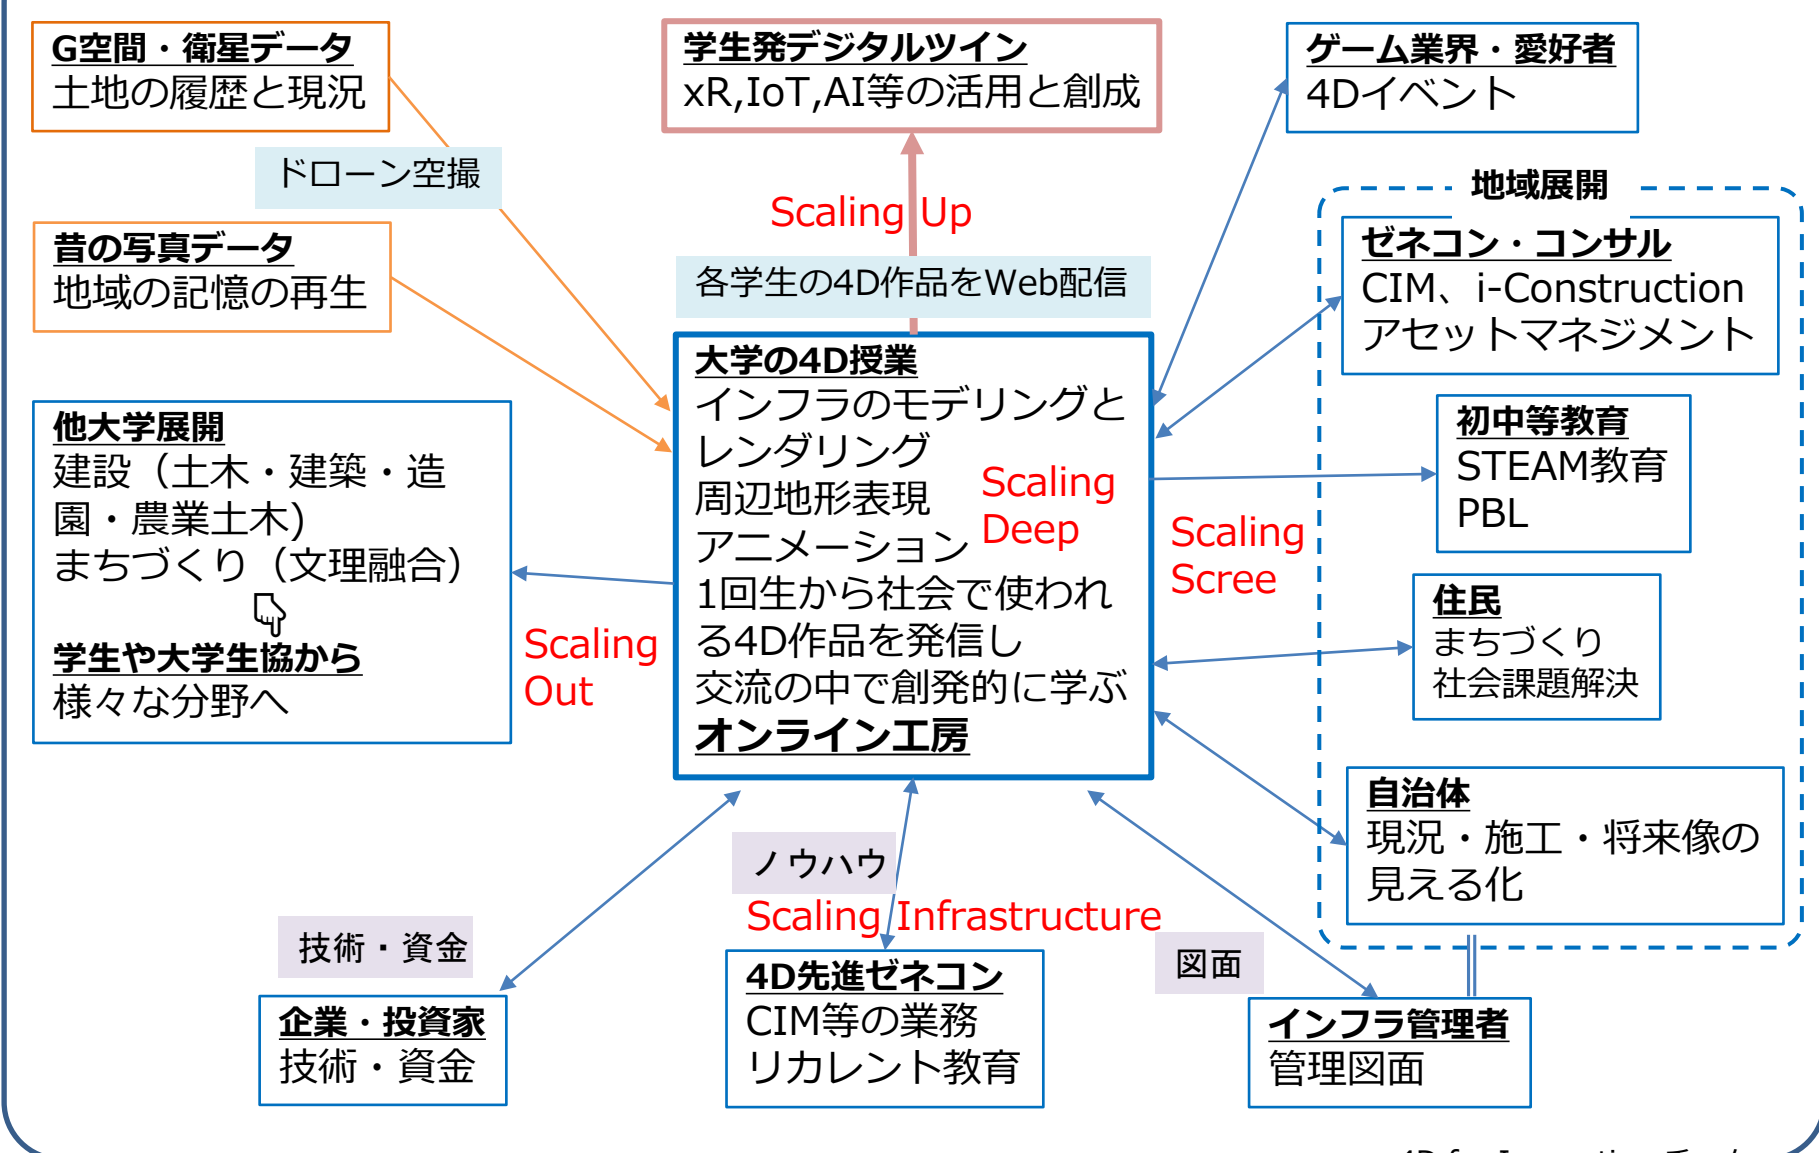 G空間・衛星データ
土地の履歴と現況
学生発デジタルツイン
xR,IoT,AI等の活用と創成
ゲーム業界・愛好者
4Dイベント
ドローン空撮
Scaling Up
地域展開
昔の写真データ
地域の記憶の再生
各学生の4D作品をWeb配信
ゼネコン・コンサル
CIM、i-Construction
アセットマネジメント
大学の4D授業
インフラのモデリングと
レンダリング
周辺地形表現
アニメーション
1回生から社会で使われ
る4D作品を発信し
交流の中で創発的に学ぶ
オンライン工房
Scaling
Deep
他大学展開
建設（土木・建築・造
園・農業土木)
まちづくり（文理融合）
学生や大学生協から
様々な分野へ
Scaling
Out
Scaling
Scree
初中等教育
STEAM教育
PBL
住民
まちづくり
社会課題解決
自治体
現況・施工・将来像の
見える化
ノウハウ
Scaling Infrastructure
技術・資金
図面
企業・投資家
技術・資金
4D先進ゼネコン
CIM等の業務
リカレント教育
インフラ管理者
管理図面